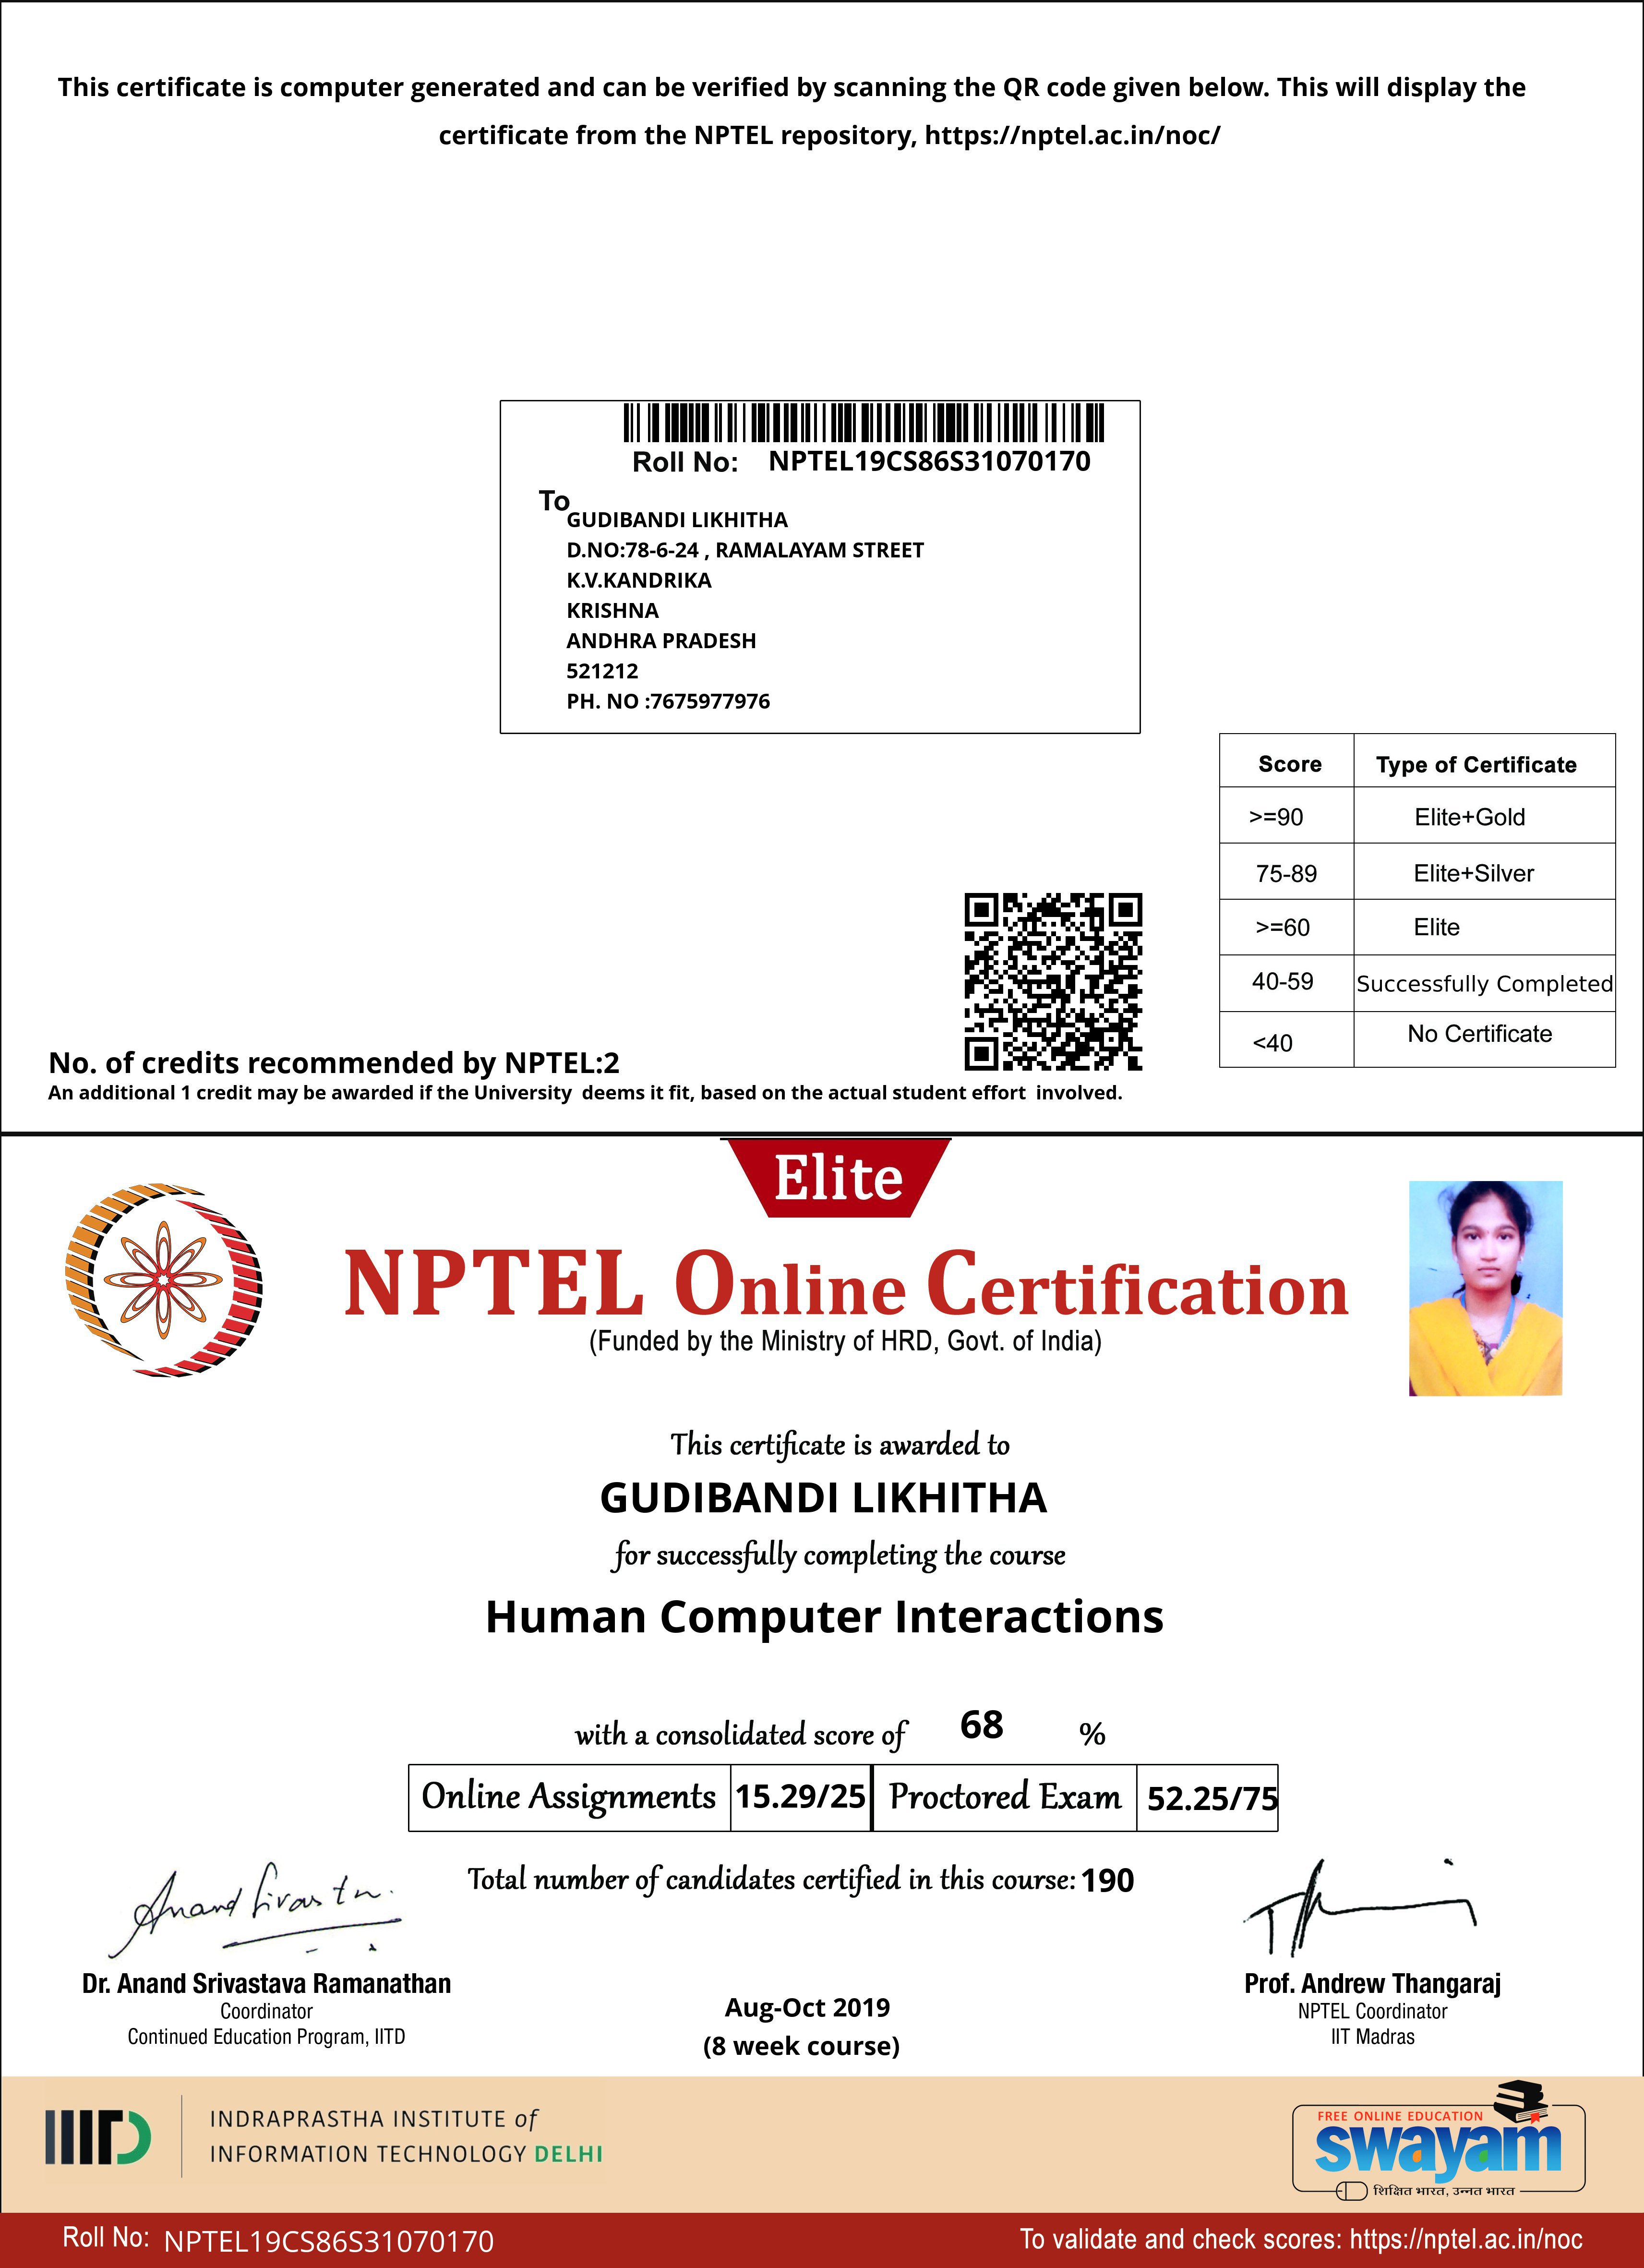 This certificate is computer generated and can be verified by scanning the QR code given below. This will display the
certificate from the NPTEL repository, https://nptel.ac.in/noc/
Roll No: NPTEL19CS86S31070170
To
GUDIBANDI LIKHITHA
D.NO:78-6-24 , RAMALAYAM STREET
K.V.KANDRIKA
KRISHNA
ANDHRA PRADESH
521212
PH. NO :7675977976
Score Type of Certificate
>=90 Elite+Gold
75-89 Elite+Silver
>=60 Elite
40-59 Successfully Completed
<40 No Certificate
No. of credits recommended by NPTEL:2
An additional 1 credit may be awarded if the University deems it fit, based on the actual student effort involved.
Elite
NPTEL Online Certification
(Funded by the Ministry of HRD, Govt. of India)
This certificate is awarded to
GUDIBANDI LIKHITHA
for successfully completing the course
Human Computer Interactions
with a consolidated score of 68 %
Online Assignments 15.29/25 Proctored Exam 52.25/75
Total number of candidates certified in this course: 190
Anand Srivastava
Dr. Anand Srivastava Ramanathan
Coordinator
Continued Education Program, IITD
Aug-Oct 2019
(8 week course)
Prof. Andrew Thangaraj
NPTEL Coordinator
IIT Madras
IIITD
INDRAPRASTHA INSTITUTE of
INFORMATION TECHNOLOGY DELHI
FREE ONLINE EDUCATION
swayam
शिक्षित भारत, उन्नत भारत
Roll No: NPTEL19CS86S31070170
To validate and check scores: https://nptel.ac.in/noc